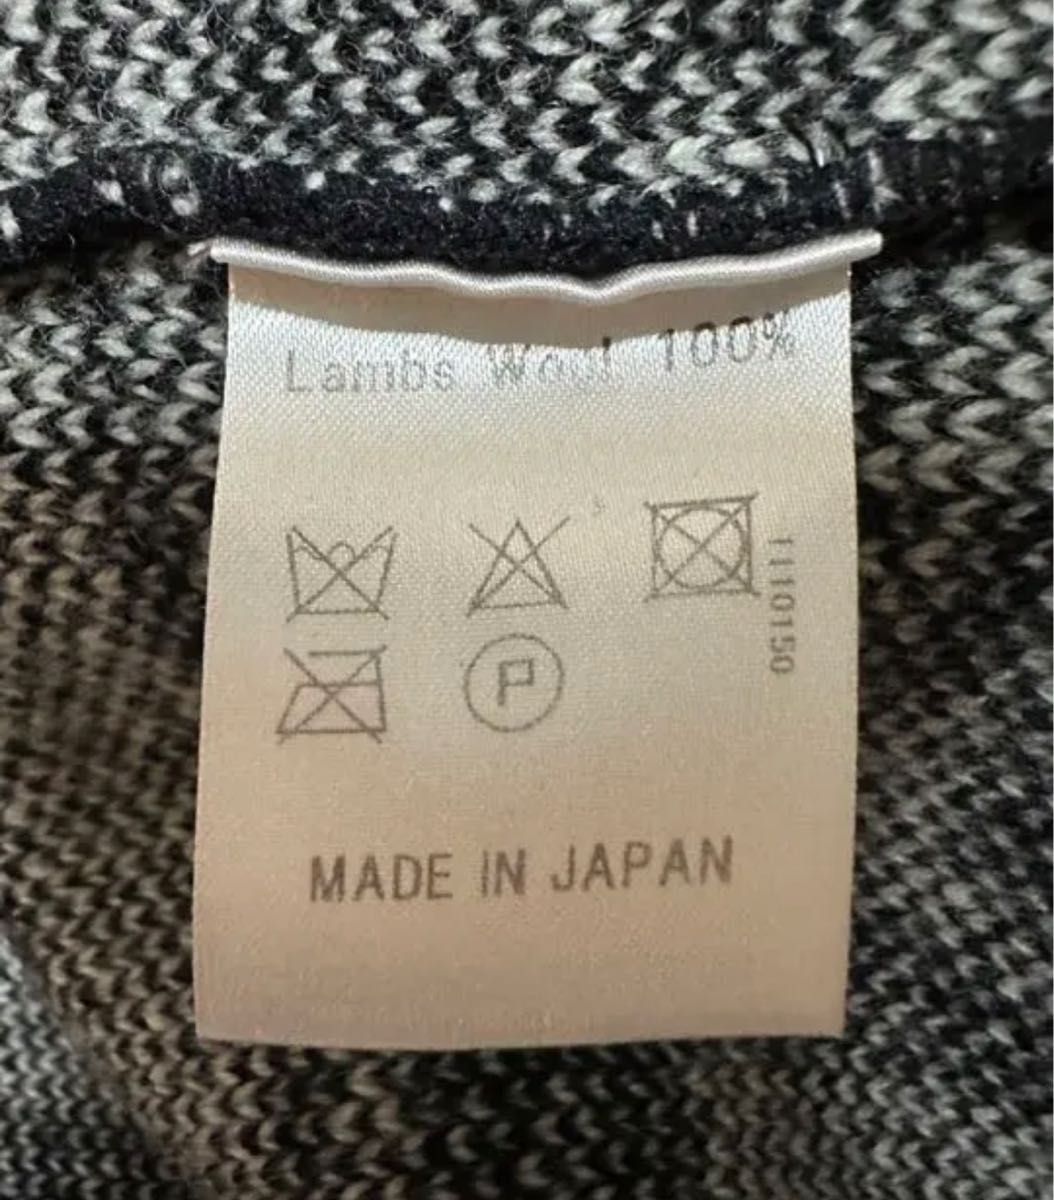 Lambs Wool 100%
1110150
P
MADE IN JAPAN